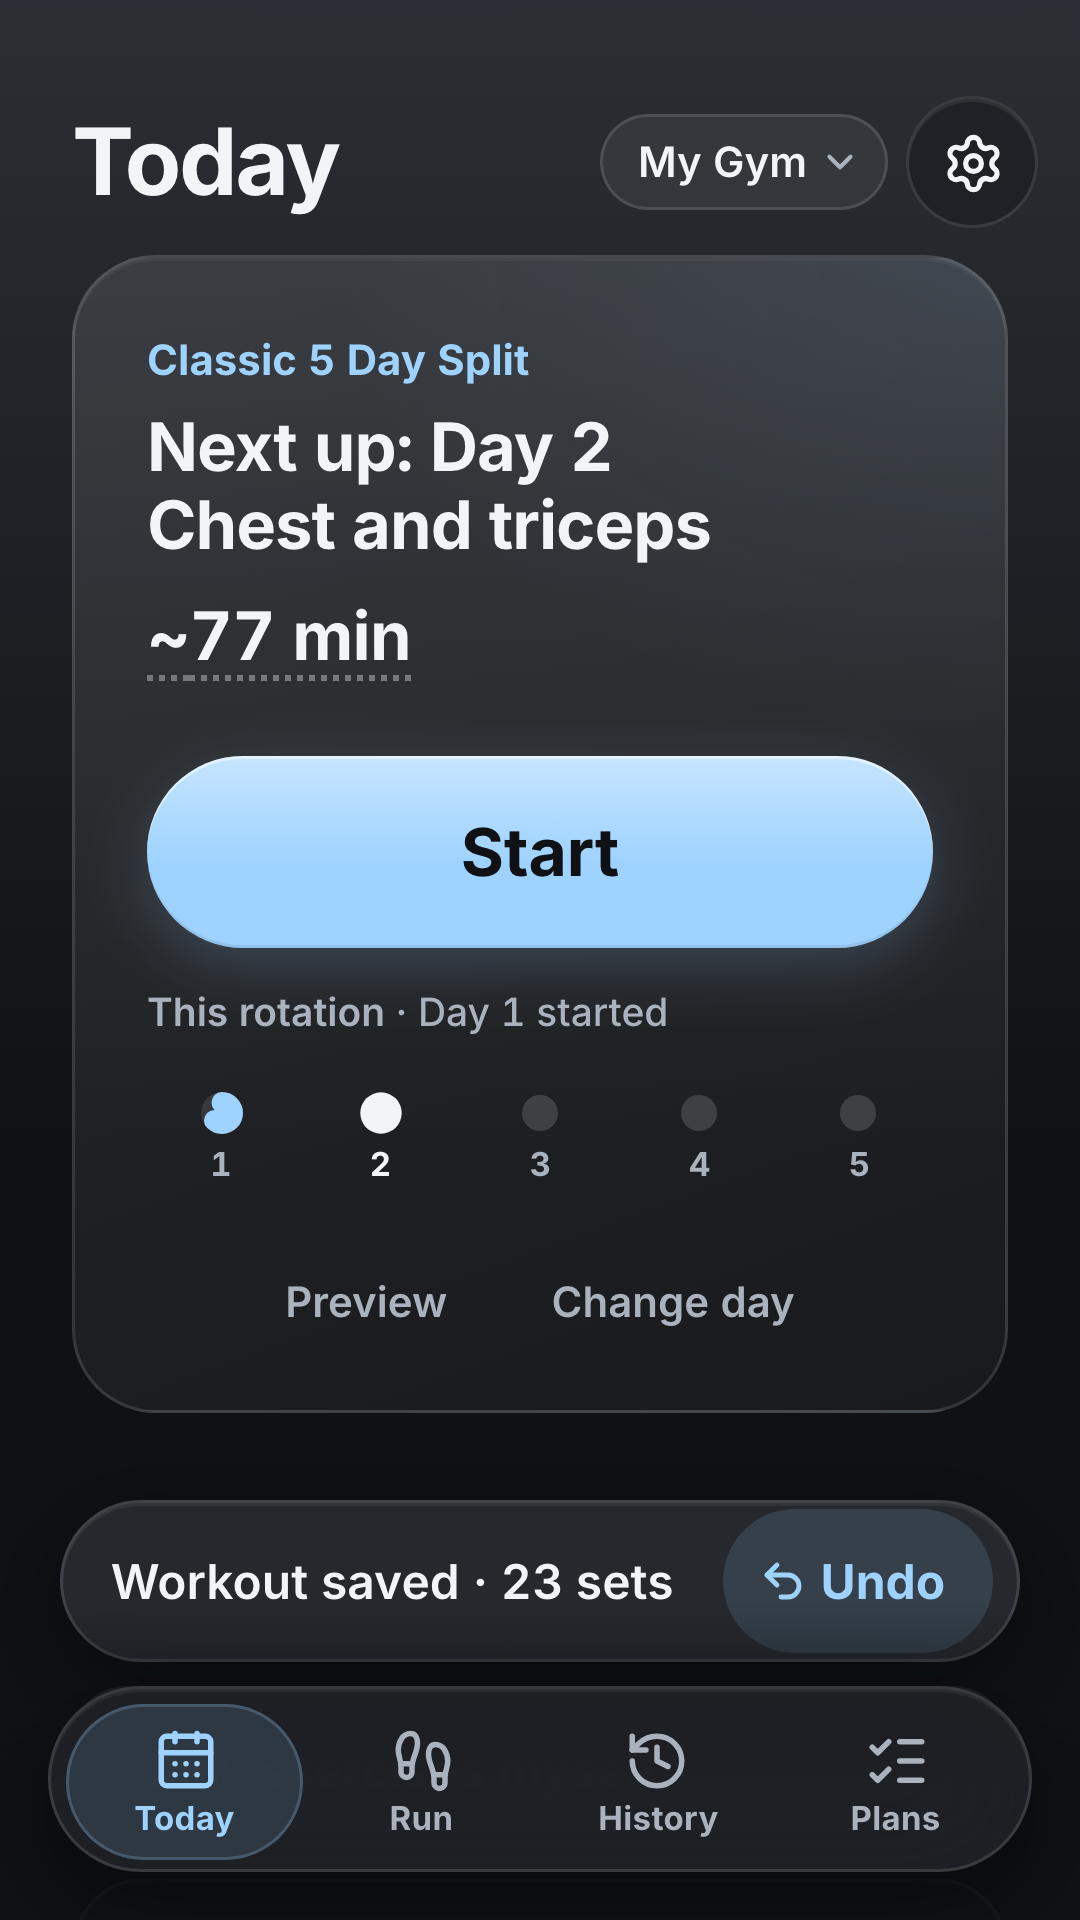 Today
My Gym
Classic 5 Day Split
Next up: Day 2
Chest and triceps
~77 min
Start
This rotation · Day 1 started
1 2 3 4 5
Preview Change day
Workout saved · 23 sets
Undo
Today Run History Plans